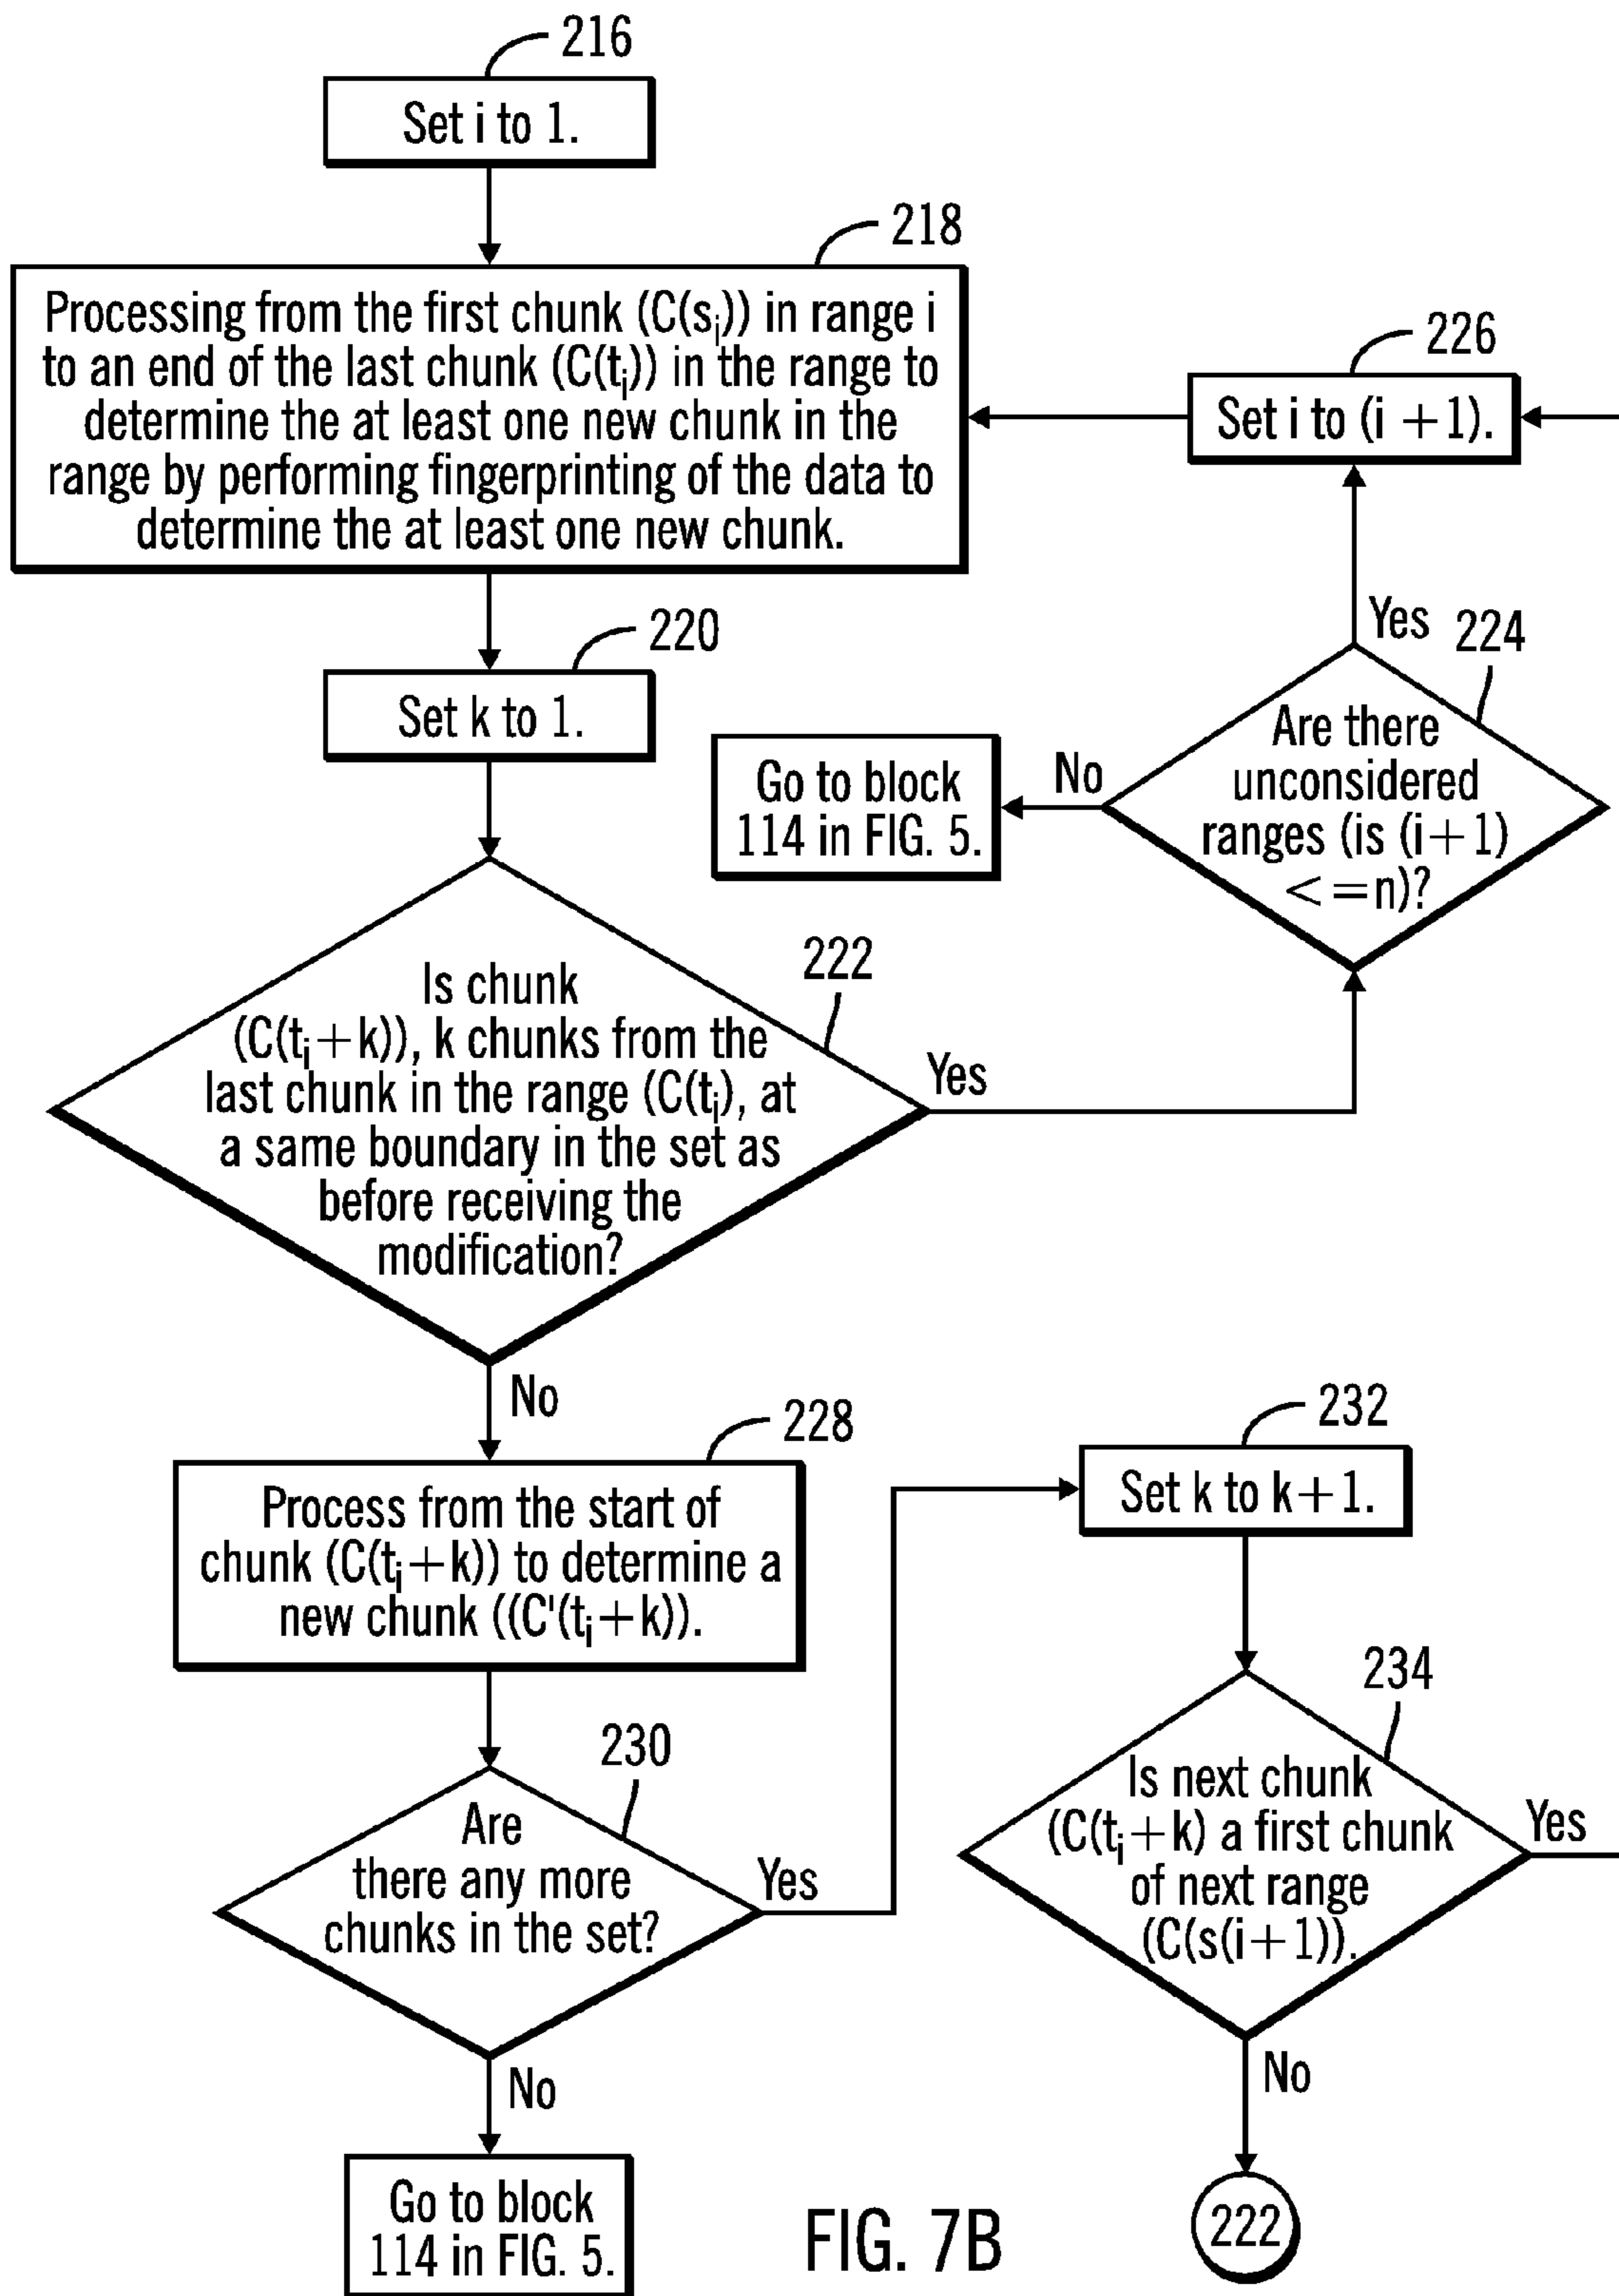 216
Set i to 1.
218
Processing from the first chunk (C(si)) in range i
to an end of the last chunk (C(ti)) in the range to
determine the at least one new chunk in the
range by performing fingerprinting of the data to
determine the at least one new chunk.
226
Set i to (i +1).
220
Set k to 1.
Yes
224
Are there
unconsidered
ranges (is (i+1)
<=n)?
No
Go to block
114 in FIG. 5.
222
Is chunk
(C(ti+k)), k chunks from the
last chunk in the range (C(ti), at
a same boundary in the set as
before receiving the
modification?
Yes
No
228
Process from the start of
chunk (C(ti+k)) to determine a
new chunk ((C'(ti+k)).
232
Set k to k+1.
230
Are
there any more
chunks in the set?
Yes
234
Is next chunk
(C(ti+k) a first chunk
of next range
(C(s(i+1)).
Yes
No
Go to block
114 in FIG. 5.
No
222
FIG. 7B